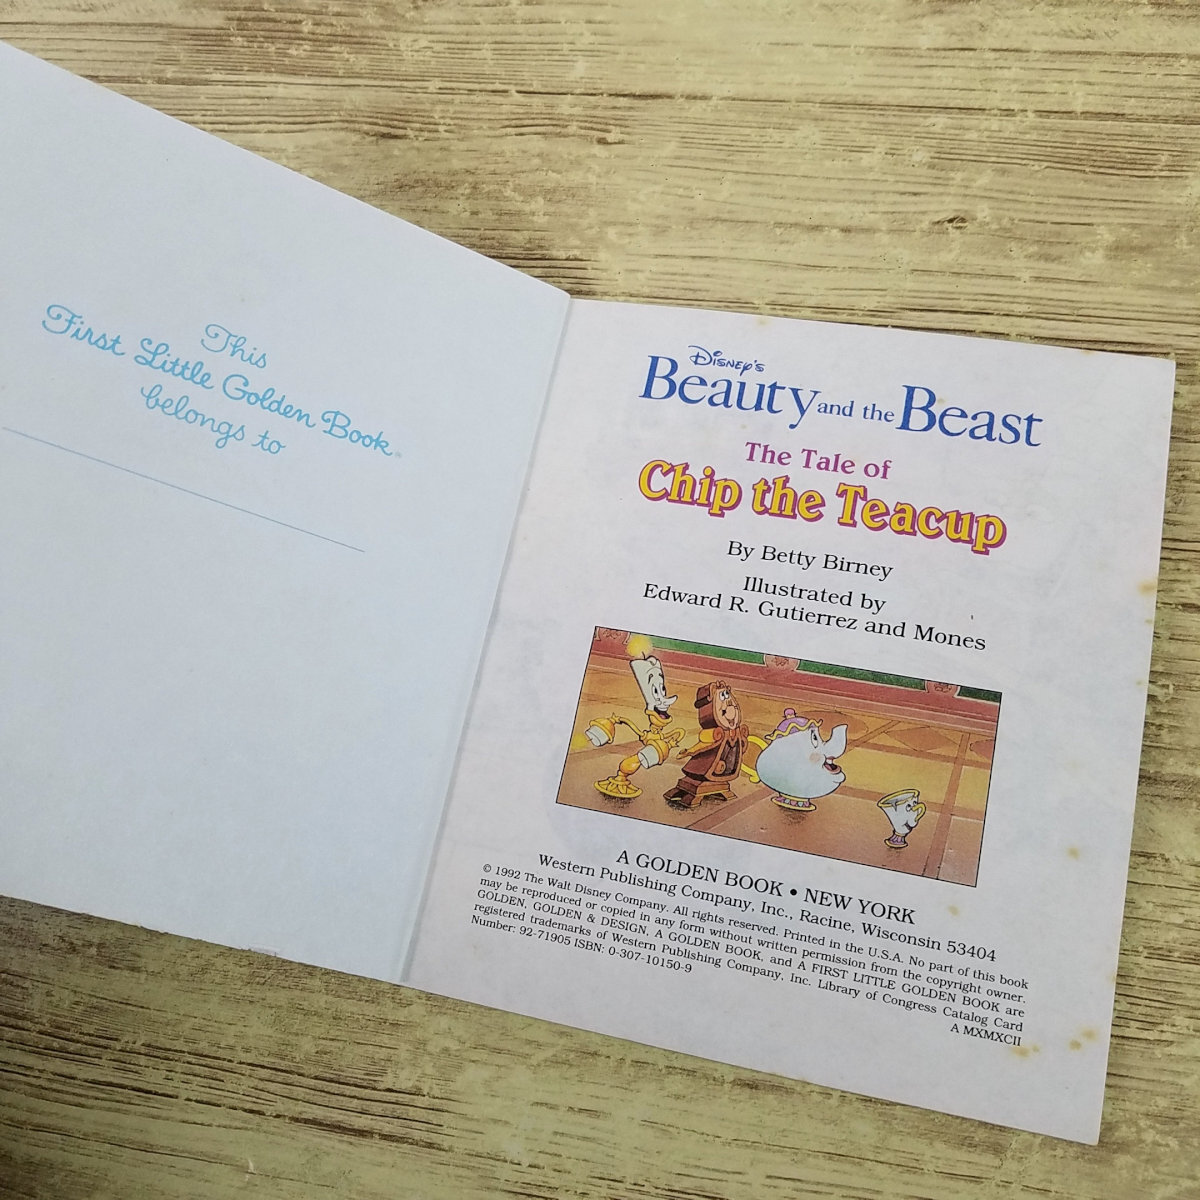 This
First Little Golden Book
belongs to
Disney's
Beauty and the Beast
The Tale of
Chip the Teacup
By Betty Birney
Illustrated by
Edward R. Gutierrez and Mones
A GOLDEN BOOK • NEW YORK
Western Publishing Company, Inc., Racine, Wisconsin 53404
© 1992 The Walt Disney Company. All rights reserved. Printed in the U.S.A. No part of this book
may be reproduced or copied in any form without written permission from the copyright owner.
GOLDEN, GOLDEN & DESIGN, A GOLDEN BOOK, and A FIRST LITTLE GOLDEN BOOK are
registered trademarks of Western Publishing Company, Inc. Library of Congress Catalog Card
Number: 92-71905 ISBN: 0-307-10150-9
A MXMXCII